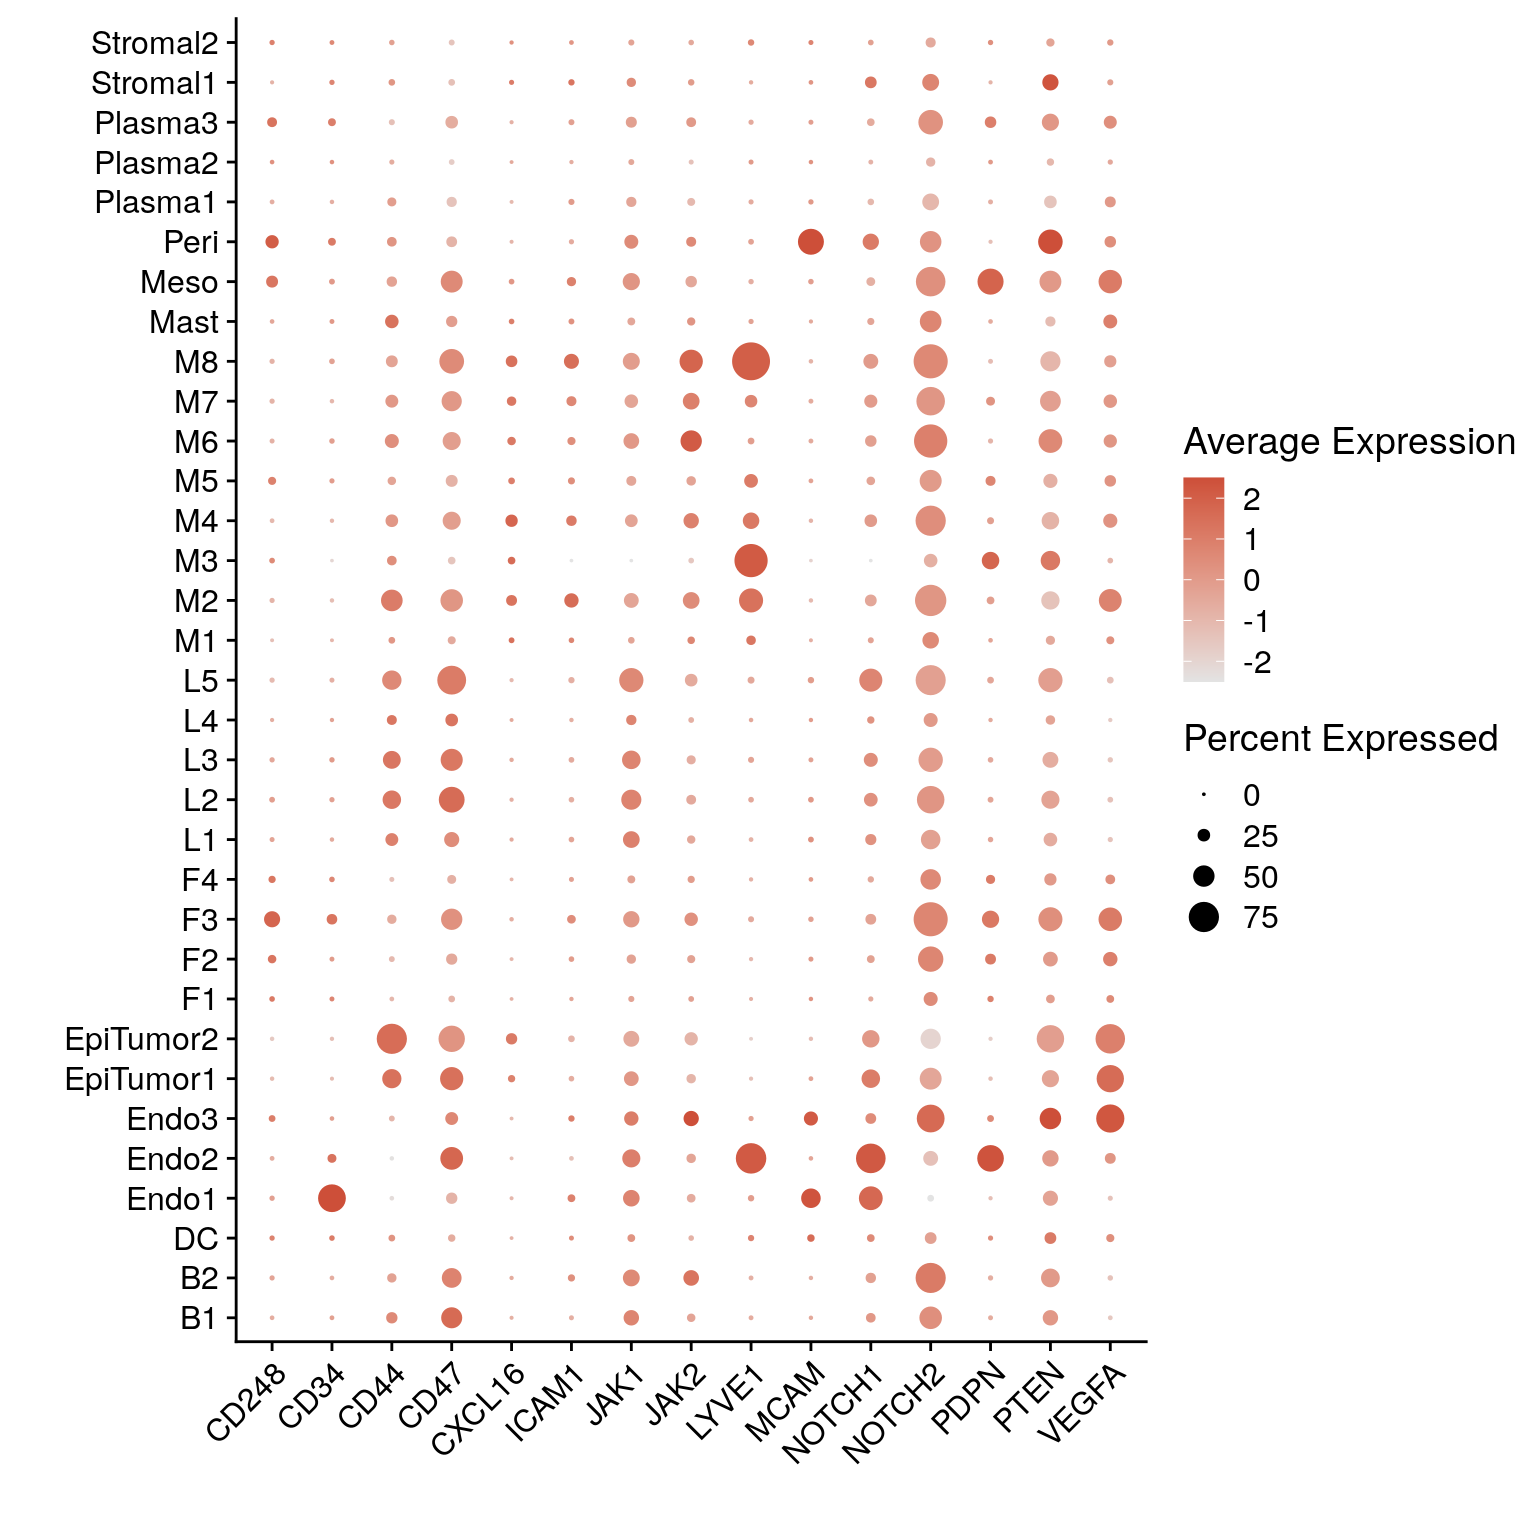 Stromal2
Stromal1
Plasma3
Plasma2
Plasma1
Peri
Meso
Mast
M8
M7
M6
M5
M4
M3
M2
M1
L5
L4
L3
L2
L1
F4
F3
F2
F1
EpiTumor2
EpiTumor1
Endo3
Endo2
Endo1
DC
B2
B1
CD248
CD34
CD44
CD47
CXCL16
ICAM1
JAK1
JAK2
LYVE1
MCAM
NOTCH1
NOTCH2
PDPN
PTEN
VEGFA
Average Expression
2
1
0
-1
-2
Percent Expressed
0
25
50
75